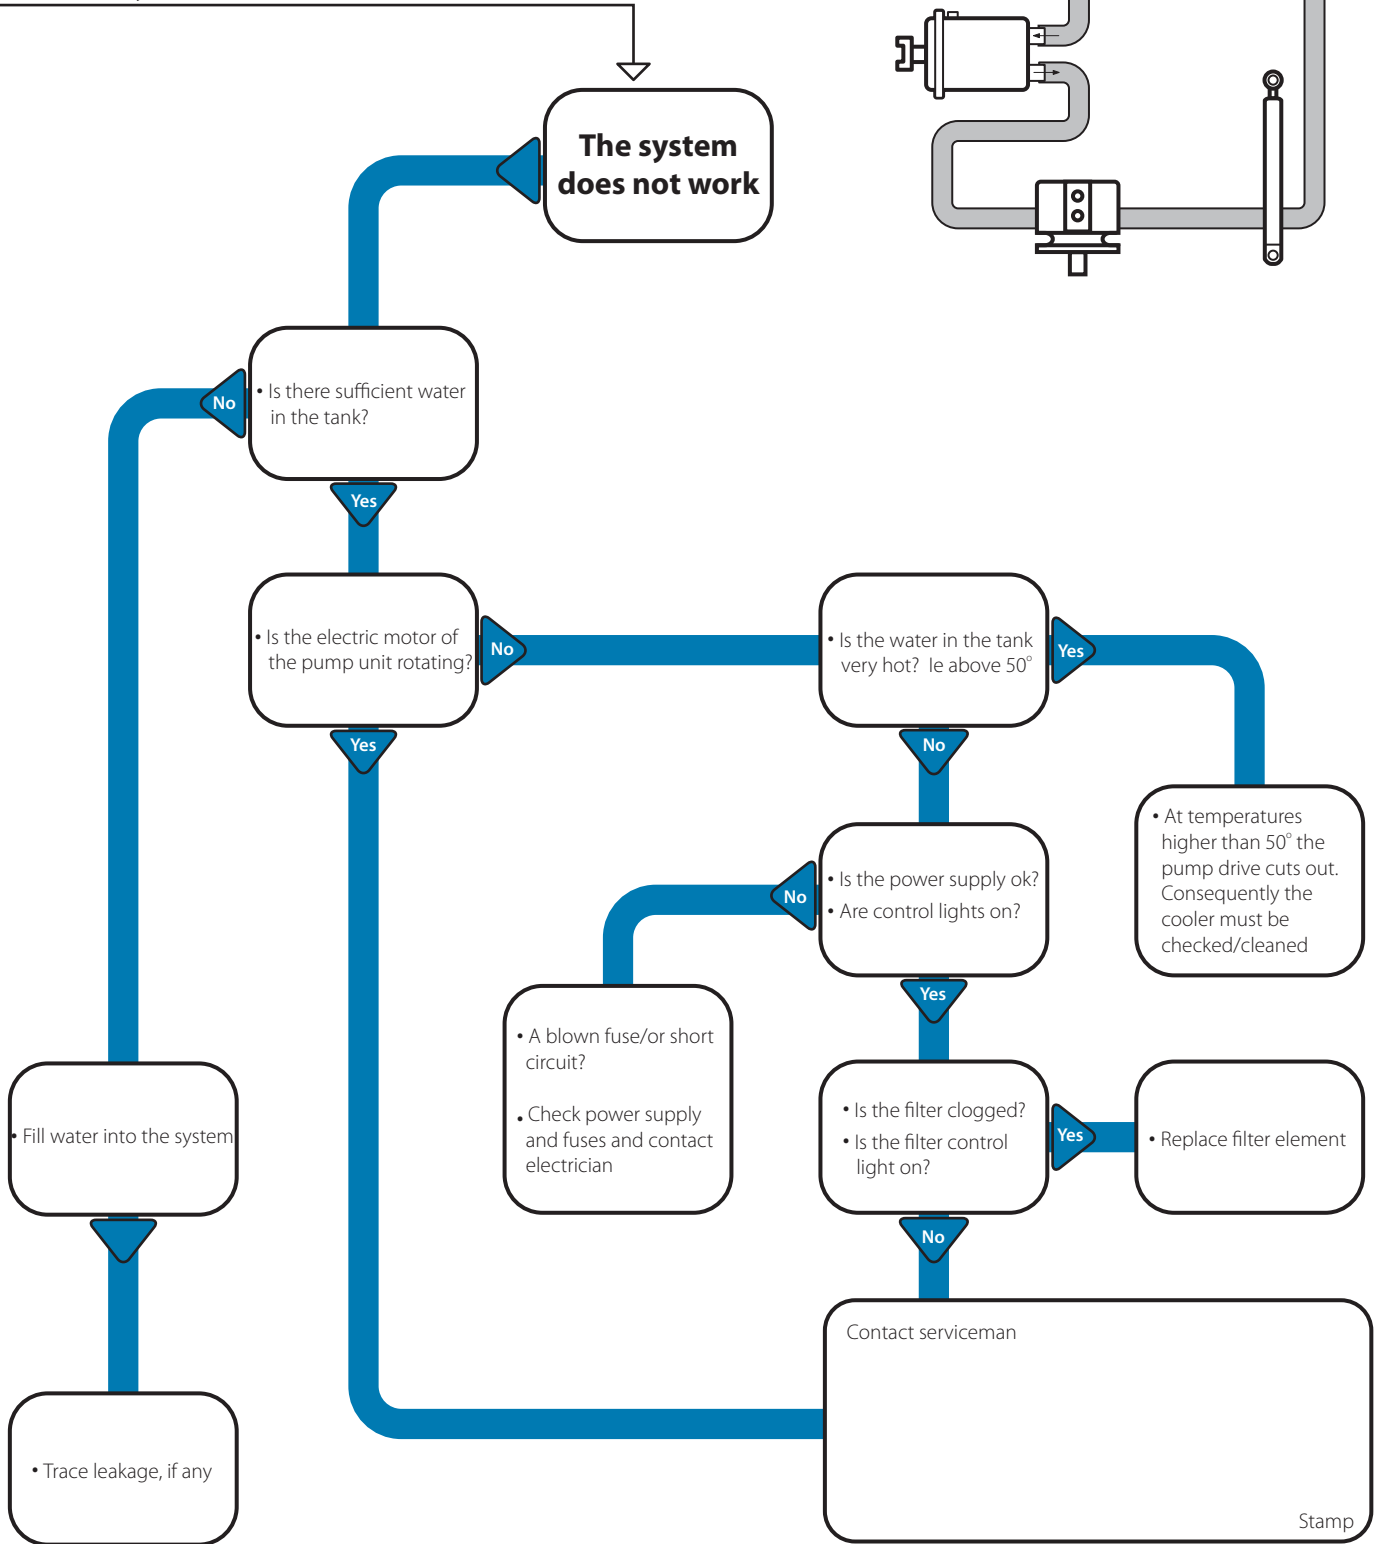 The system
does not work
• Is there sufficient water
in the tank?
No
Yes
• Is the electric motor of
the pump unit rotating?
No
Yes
• Is the water in the tank
very hot? Ie above 50°
Yes
No
• At temperatures
higher than 50° the
pump drive cuts out.
Consequently the
cooler must be
checked/cleaned
• Is the power supply ok?
• Are control lights on?
No
Yes
• A blown fuse/or short
circuit?
• Check power supply
and fuses and contact
electrician
• Is the filter clogged?
• Is the filter control
light on?
Yes
No
• Replace filter element
• Fill water into the system
• Trace leakage, if any
Contact serviceman
Stamp